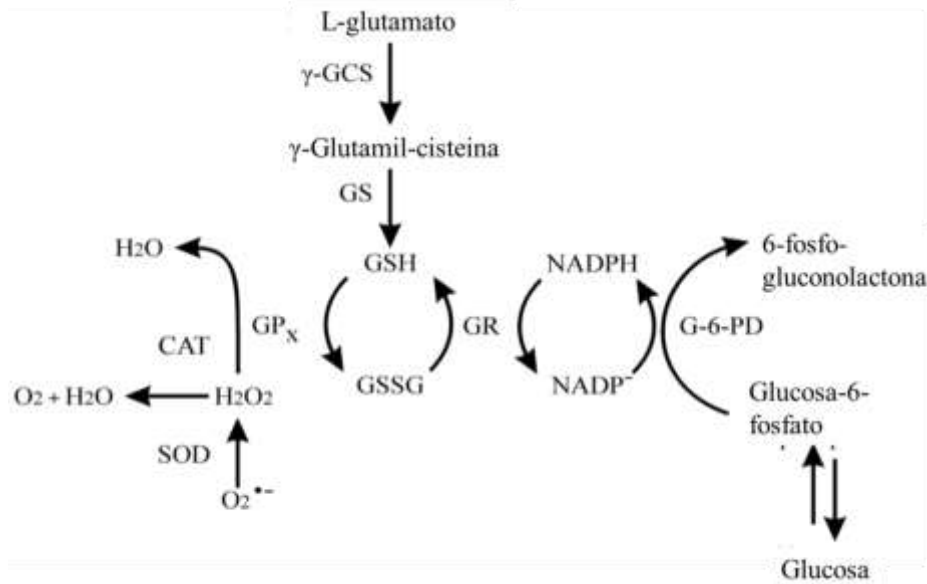 L-glutamato
γ-GCS
γ-Glutamil-cisteina
GS
H2O
GSH
NADPH
6-fosfo-
gluconolactona
GPx
GR
G-6-PD
CAT
O2 + H2O
H2O2
GSSG
NADP-
Glucosa-6-
fosfato
SOD
O2•-
Glucosa